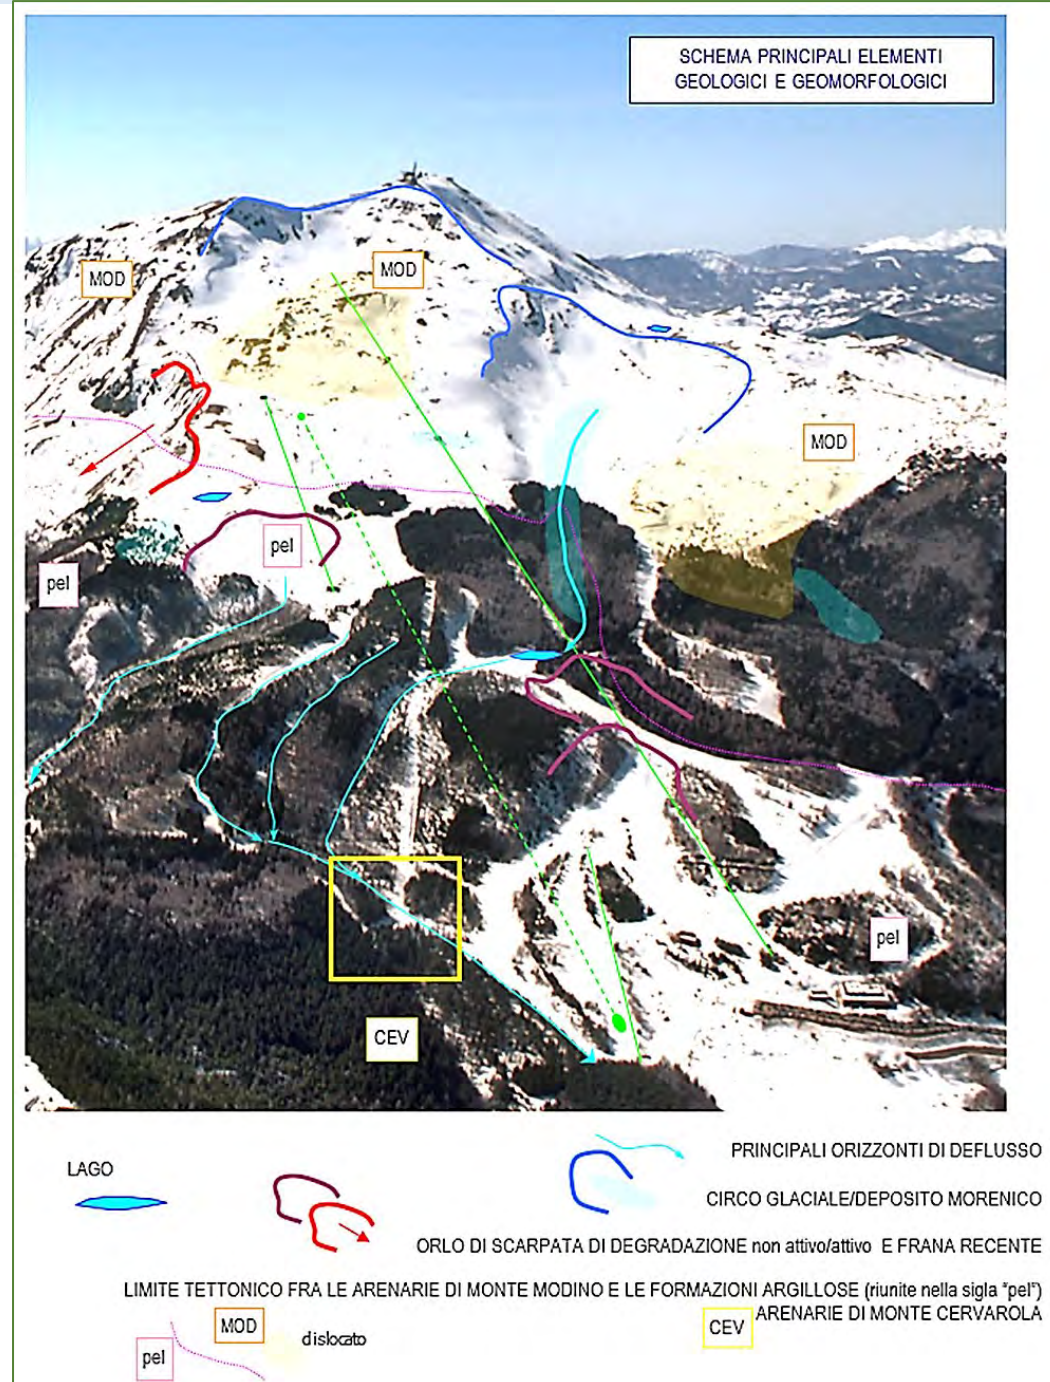 SCHEMA PRINCIPALI ELEMENTI
GEOLOGICI E GEOMORFOLOGICI
MOD
MOD
MOD
pel
pel
pel
CEV
LAGO
PRINCIPALI ORIZZONTI DI DEFLUSSO
CIRCO GLACIALE/DEPOSITO MORENICO
ORLO DI SCARPATA DI DEGRADAZIONE non attivo/attivo E FRANA RECENTE
LIMITE TETTONICO FRA LE ARENARIE DI MONTE MODINO E LE FORMAZIONI ARGILLOSE (riunite nella sigla "pel")
MOD
dislocato
CEV
ARENARIE DI MONTE CERVAROLA
pel